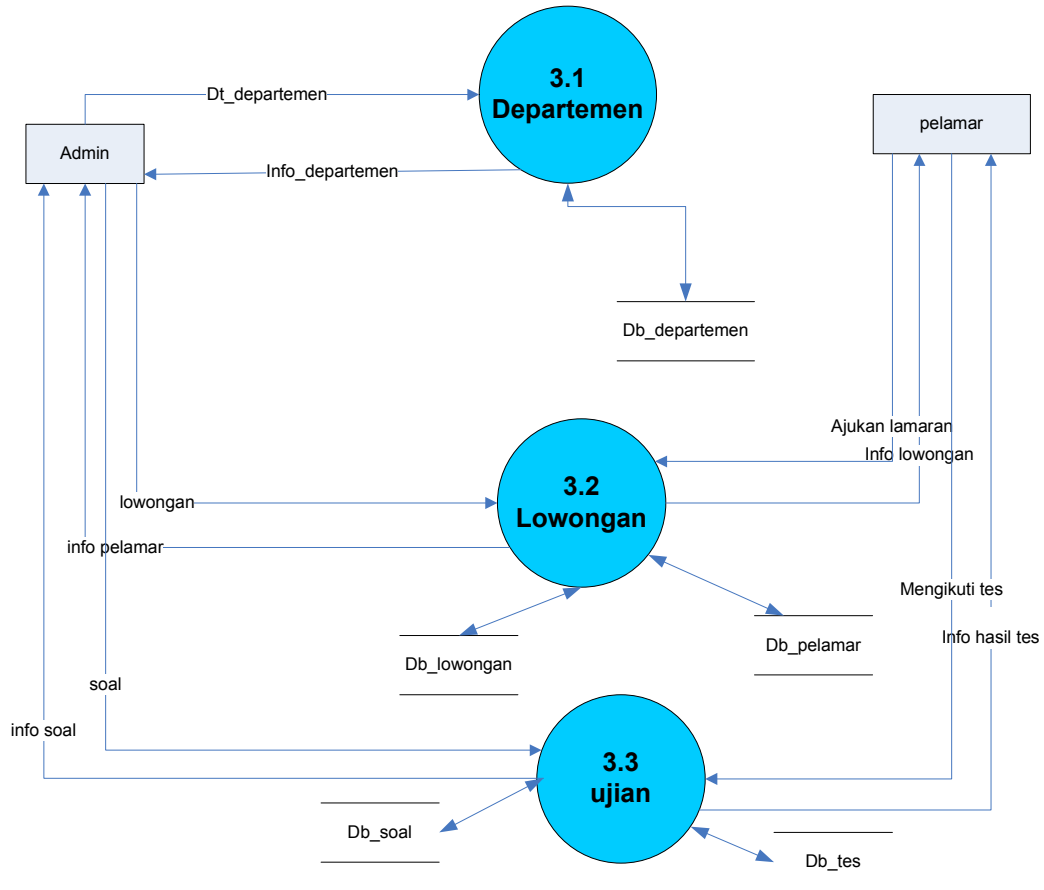 3.1
Departemen
Dt_departemen
pelamar
Admin
Info_departemen
Db_departemen
Ajukan lamaran
Info lowongan
3.2
Lowongan
lowongan
info pelamar
Mengikuti tes
Info hasil tes
Db_lowongan
Db_pelamar
soal
info soal
3.3
ujian
Db_soal
Db_tes